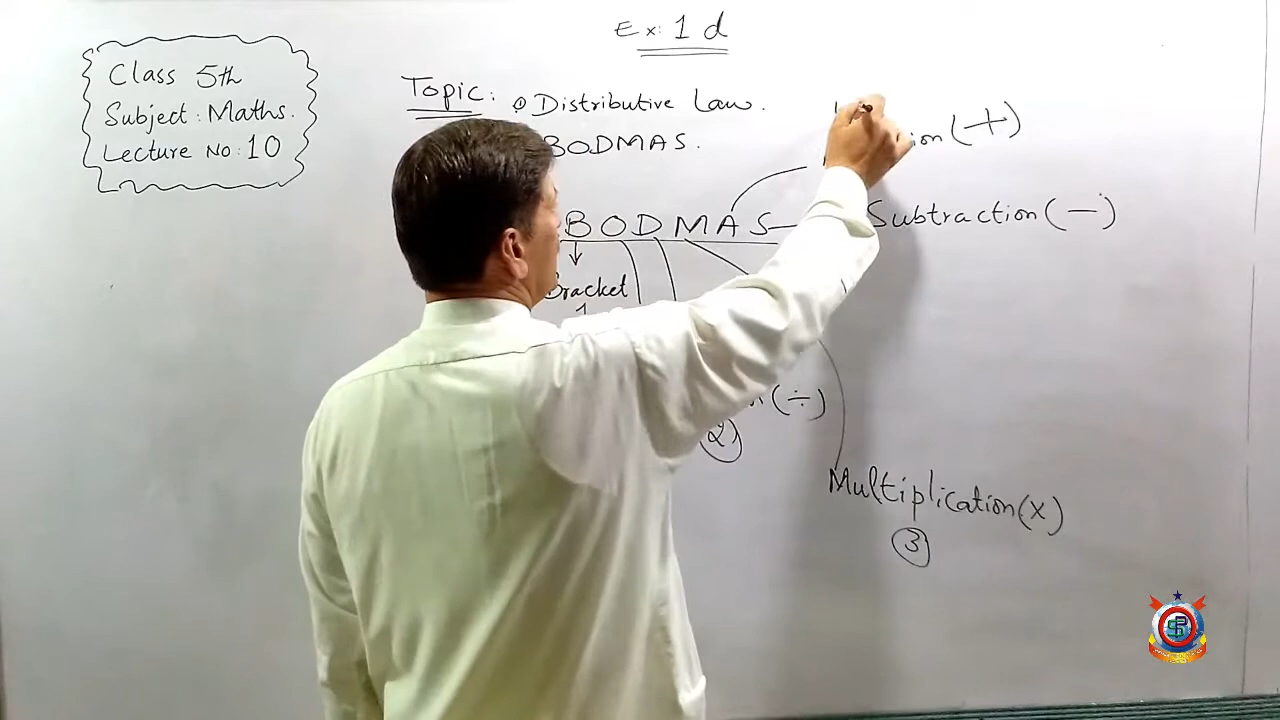 Ex: 1 d
Class 5th
Subject: Maths.
Lecture No: 10
Topic: Distributive Law.
BODMAS.
(+)
BODMAS
Subtraction (-)
Bracket
1
(÷)
(2)
Multiplication (x)
(3)